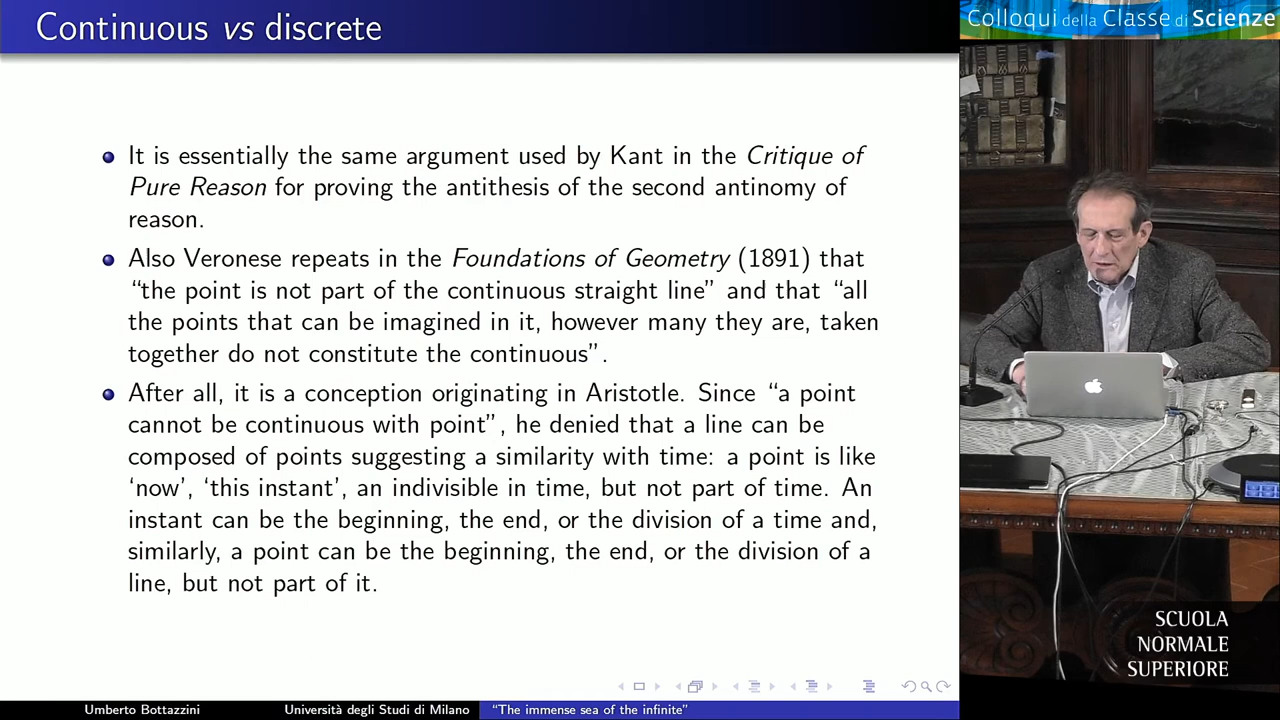 Continuous vs discrete
Colloqui della Classe di Scienze
It is essentially the same argument used by Kant in the Critique of
Pure Reason for proving the antithesis of the second antinomy of
reason.
Also Veronese repeats in the Foundations of Geometry (1891) that
“the point is not part of the continuous straight line” and that “all
the points that can be imagined in it, however many they are, taken
together do not constitute the continuous”.
After all, it is a conception originating in Aristotle. Since “a point
cannot be continuous with point”, he denied that a line can be
composed of points suggesting a similarity with time: a point is like
‘now’, ‘this instant’, an indivisible in time, but not part of time. An
instant can be the beginning, the end, or the division of a time and,
similarly, a point can be the beginning, the end, or the division of a
line, but not part of it.
SCUOLA
NORMALE
SUPERIORE
Umberto Bottazzini
Università degli Studi di Milano
“The immense sea of the infinite”